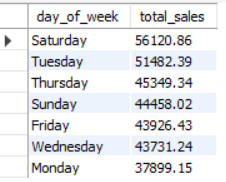 day_of_week total_sales
Saturday 56120.86
Tuesday 51482.39
Thursday 45349.34
Sunday 44458.02
Friday 43926.43
Wednesday 43731.24
Monday 37899.15